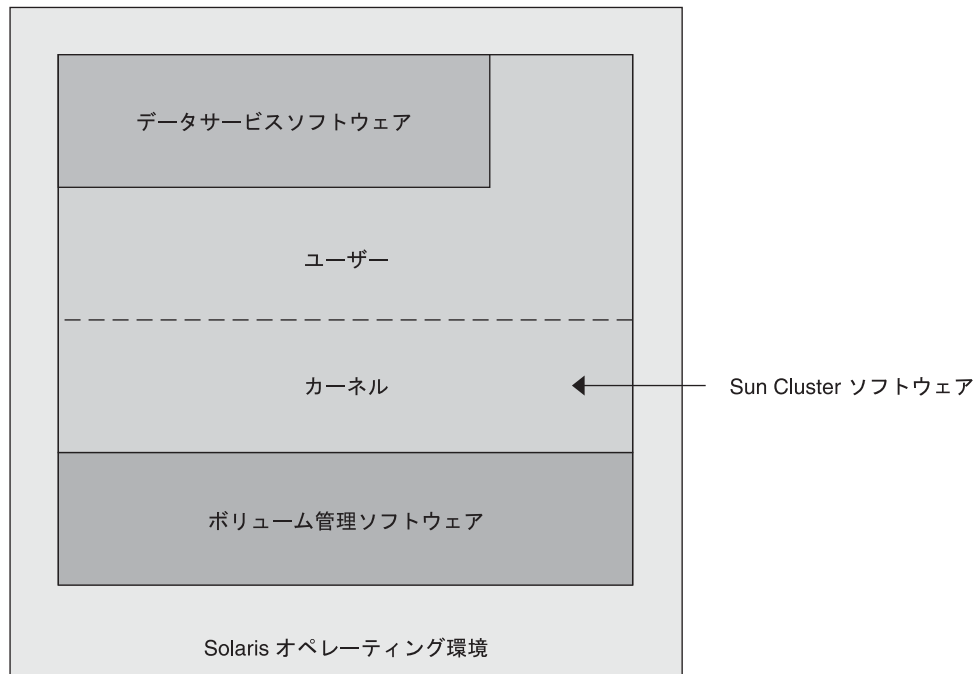 データサービスソフトウェア
ユーザー
カーネル
Sun Cluster ソフトウェア
ボリューム管理ソフトウェア
Solaris オペレーティング環境